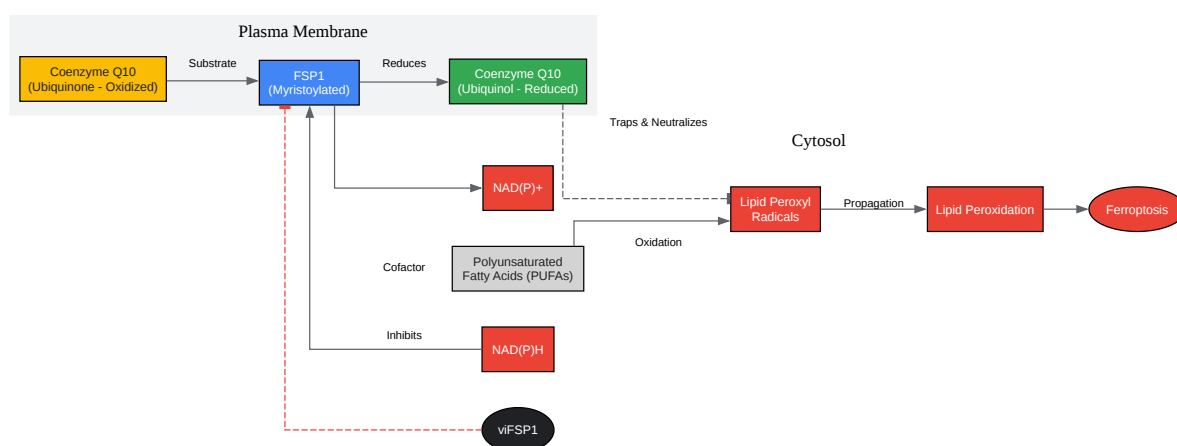 Plasma Membrane
Coenzyme Q10
(Ubiquinone - Oxidized)
Substrate
FSP1
(Myristoylated)
Reduces
Coenzyme Q10
(Ubiquinol - Reduced)
Traps & Neutralizes
Cytosol
NAD(P)+
Lipid Peroxyl
Radicals
Propagation
Lipid Peroxidation
Ferroptosis
Oxidation
Cofactor
Polyunsaturated
Fatty Acids (PUFAs)
Inhibits
NAD(P)H
viFSP1